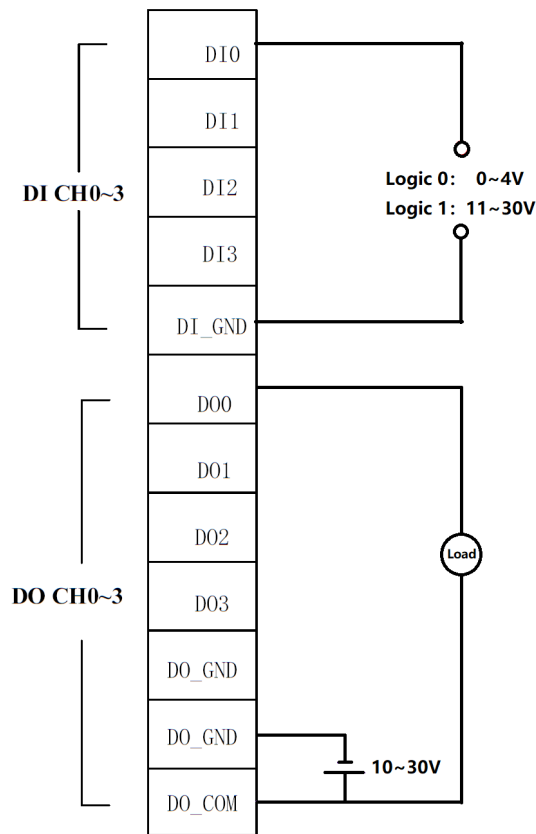 DI0
DI1
DI CH0~3
DI2
Logic 0: 0~4V
Logic 1: 11~30V
DI3
DI_GND
DO0
DO1
DO2
Load
DO CH0~3
DO3
DO_GND
DO_GND
10~30V
DO_COM